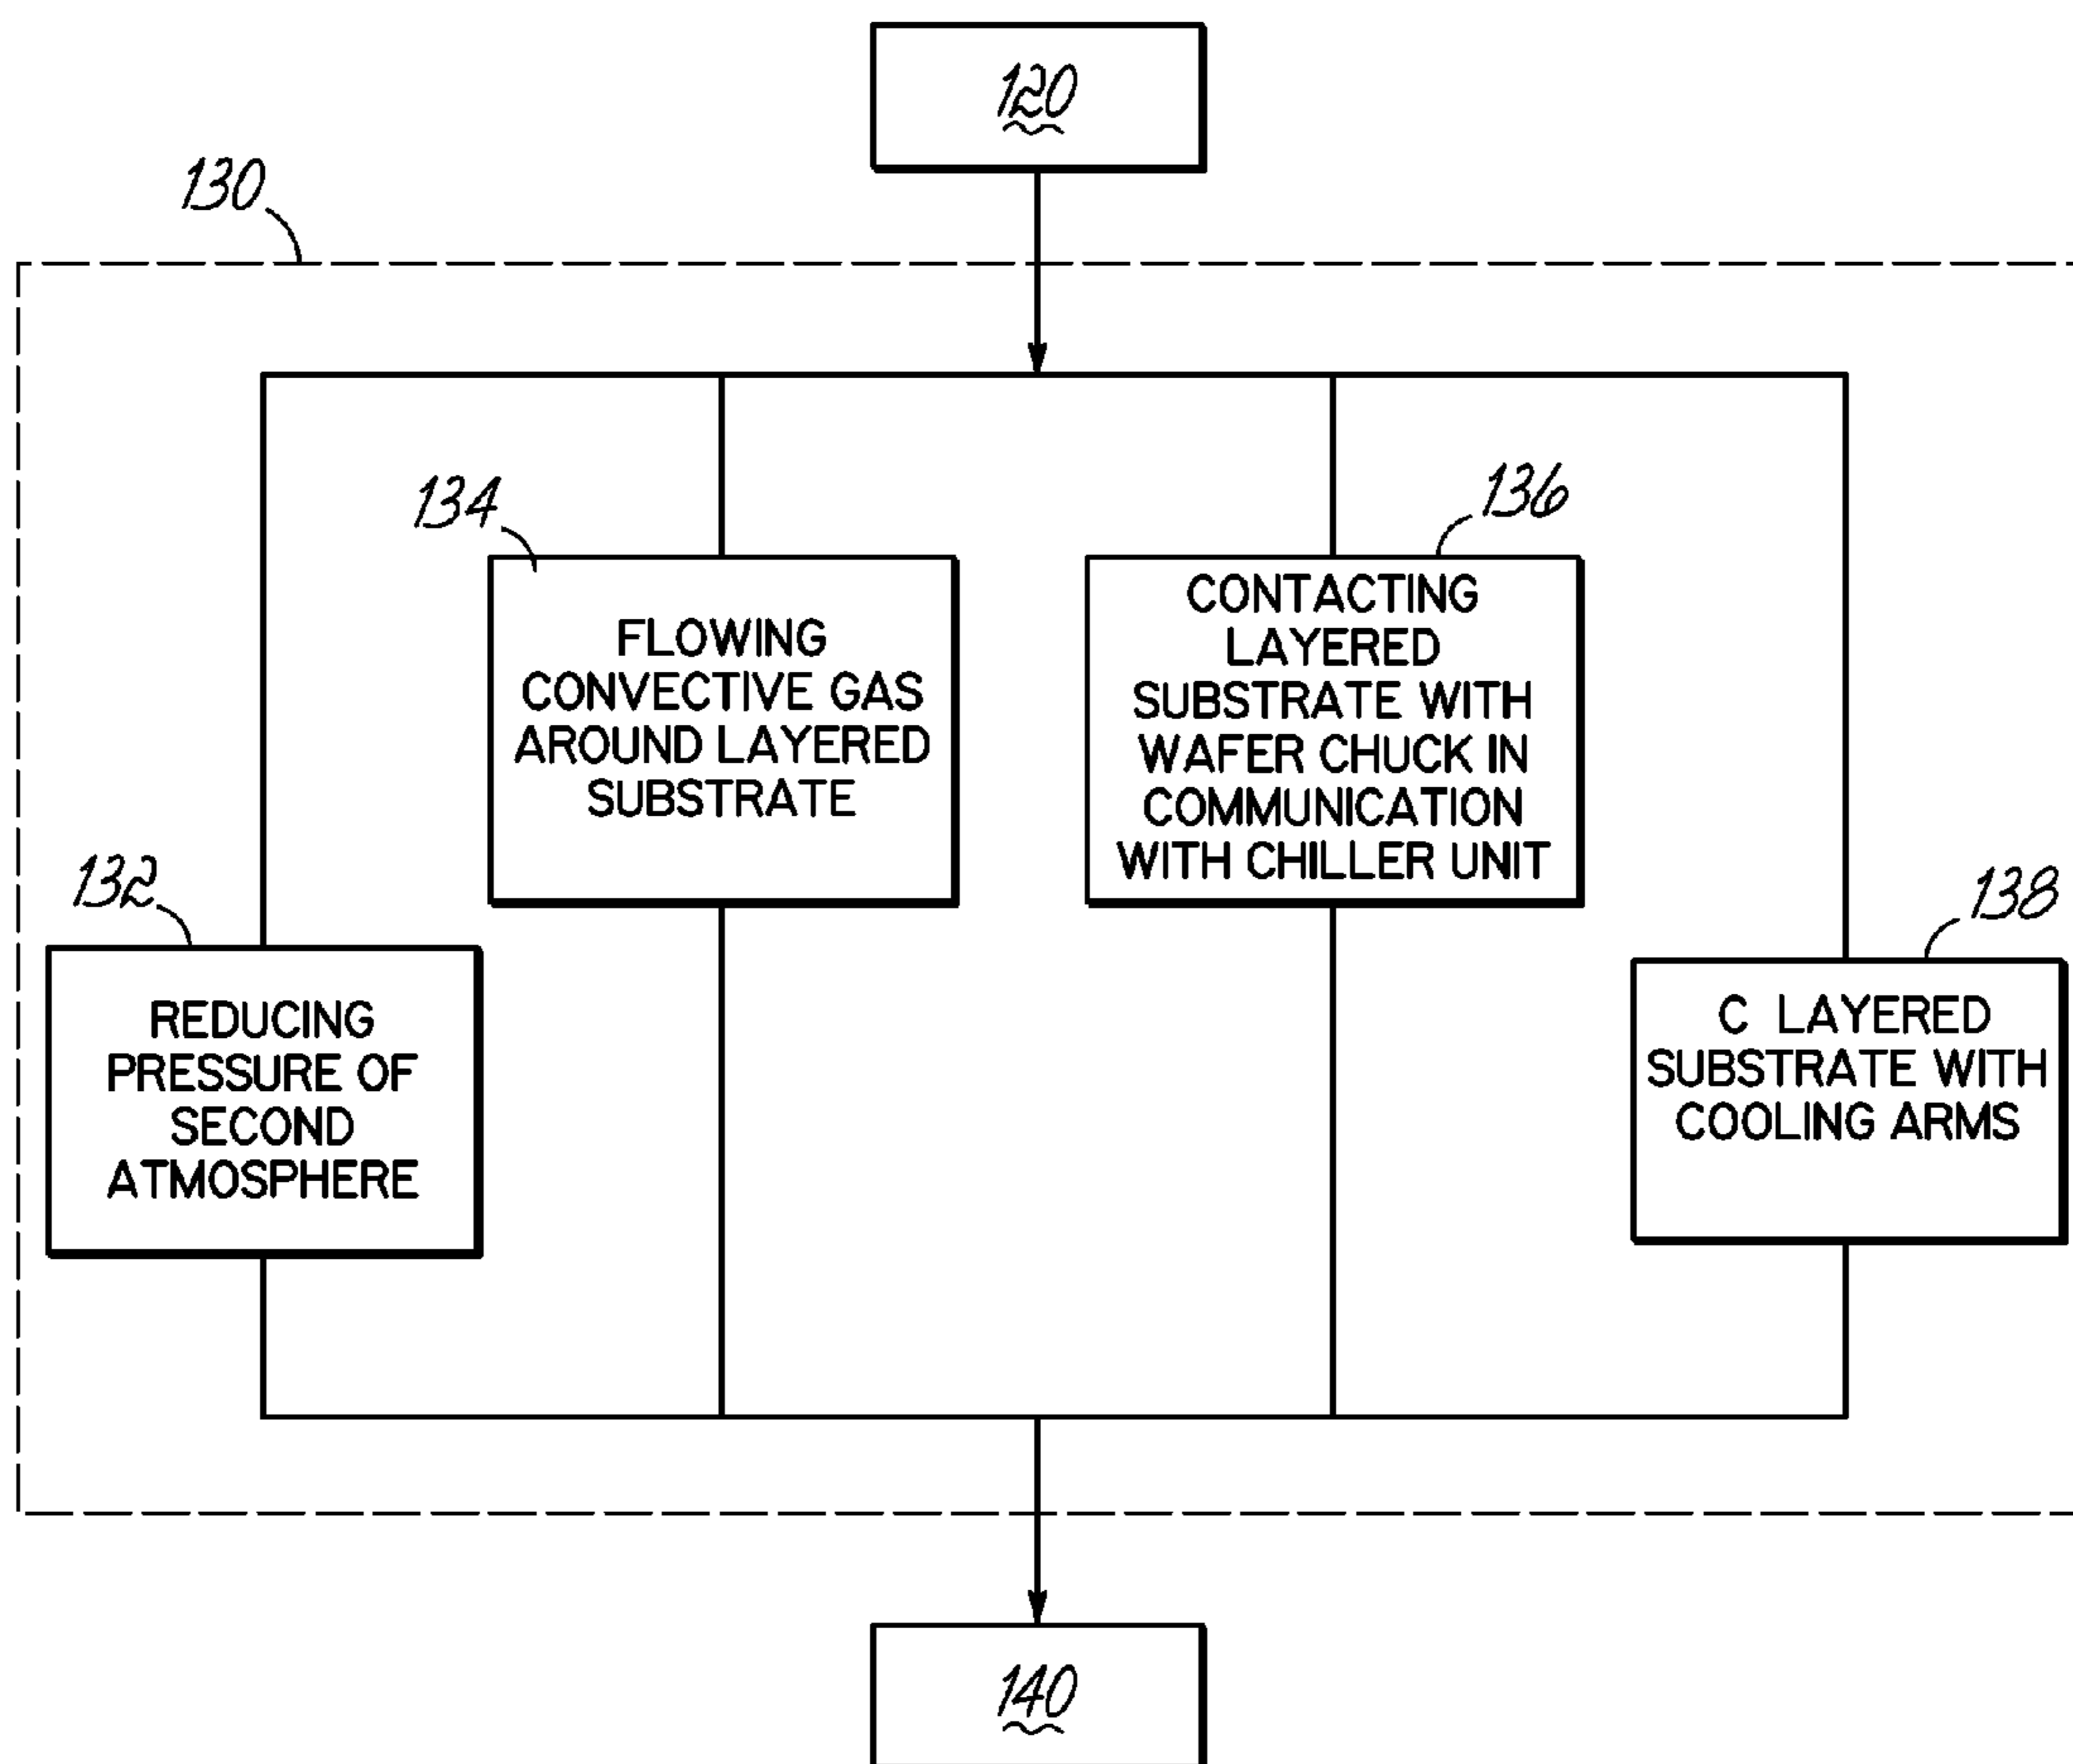 120
130
134
136
FLOWING
CONVECTIVE GAS
AROUND LAYERED
SUBSTRATE
CONTACTING
LAYERED
SUBSTRATE WITH
WAFER CHUCK IN
COMMUNICATION
WITH CHILLER UNIT
132
138
REDUCING
PRESSURE OF
SECOND
ATMOSPHERE
C LAYERED
SUBSTRATE WITH
COOLING ARMS
140